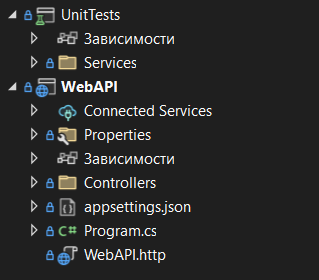 UnitTests
Зависимости
Services
WebAPI
Connected Services
Properties
Зависимости
Controllers
appsettings.json
Program.cs
WebAPI.http